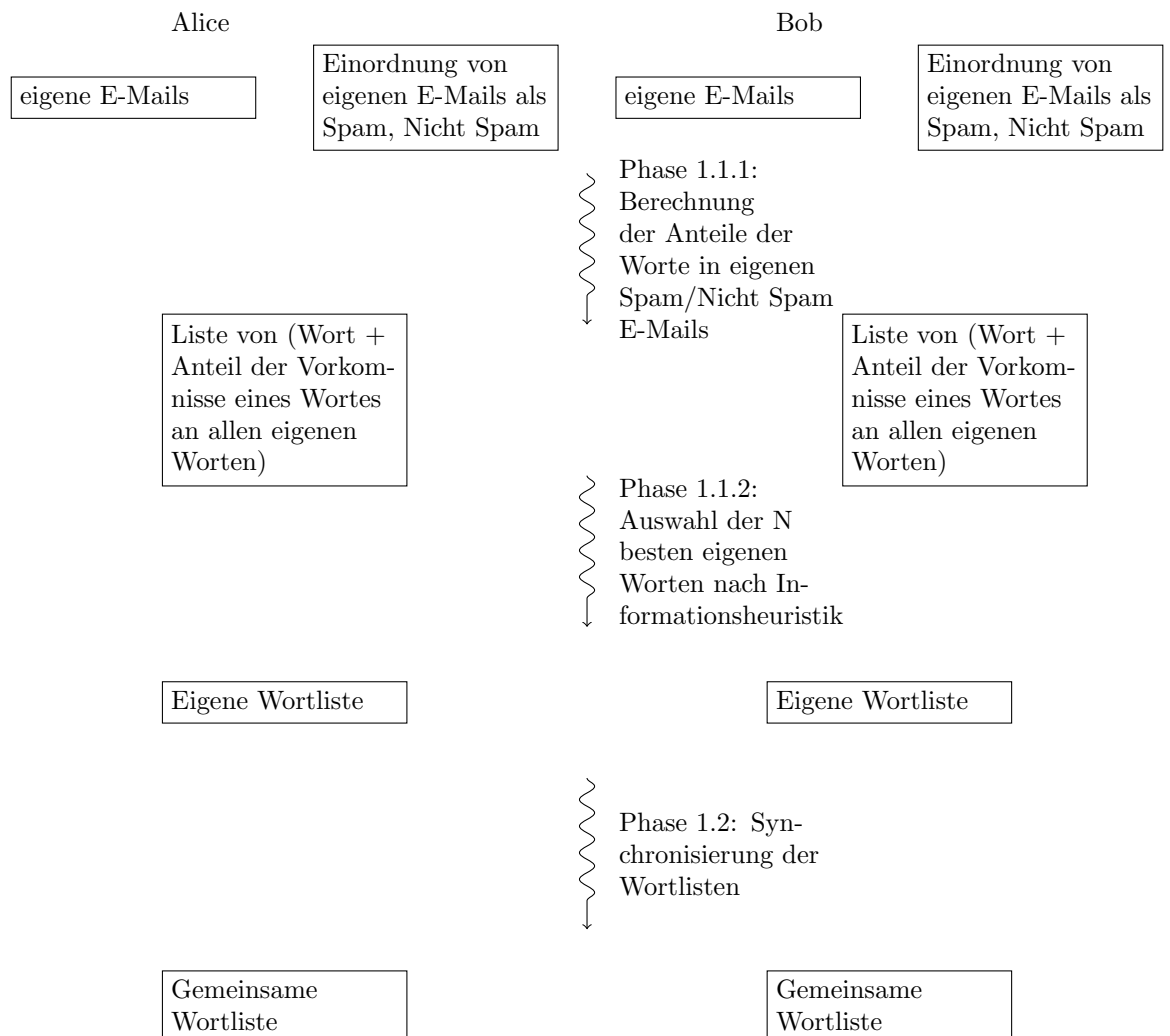 Alice
Bob
eigene E-Mails
Einordnung von
eigenen E-Mails als
Spam, Nicht Spam
eigene E-Mails
Einordnung von
eigenen E-Mails als
Spam, Nicht Spam
Phase 1.1.1:
Berechnung
der Anteile der
Worte in eigenen
Spam/Nicht Spam
E-Mails
Liste von (Wort +
Anteil der Vorkom-
nisse eines Wortes
an allen eigenen
Worten)
Liste von (Wort +
Anteil der Vorkom-
nisse eines Wortes
an allen eigenen
Worten)
Phase 1.1.2:
Auswahl der N
besten eigenen
Worten nach In-
formationsheuristik
Eigene Wortliste
Eigene Wortliste
Phase 1.2: Syn-
chronisierung der
Wortlisten
Gemeinsame
Wortliste
Gemeinsame
Wortliste